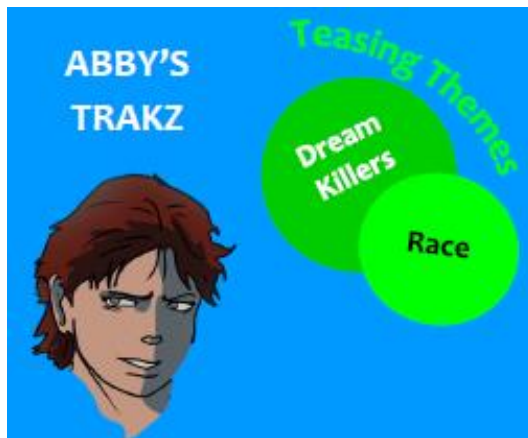 ABBY'S
TRAKZ
Teasing Themes
Dream
Killers
Race